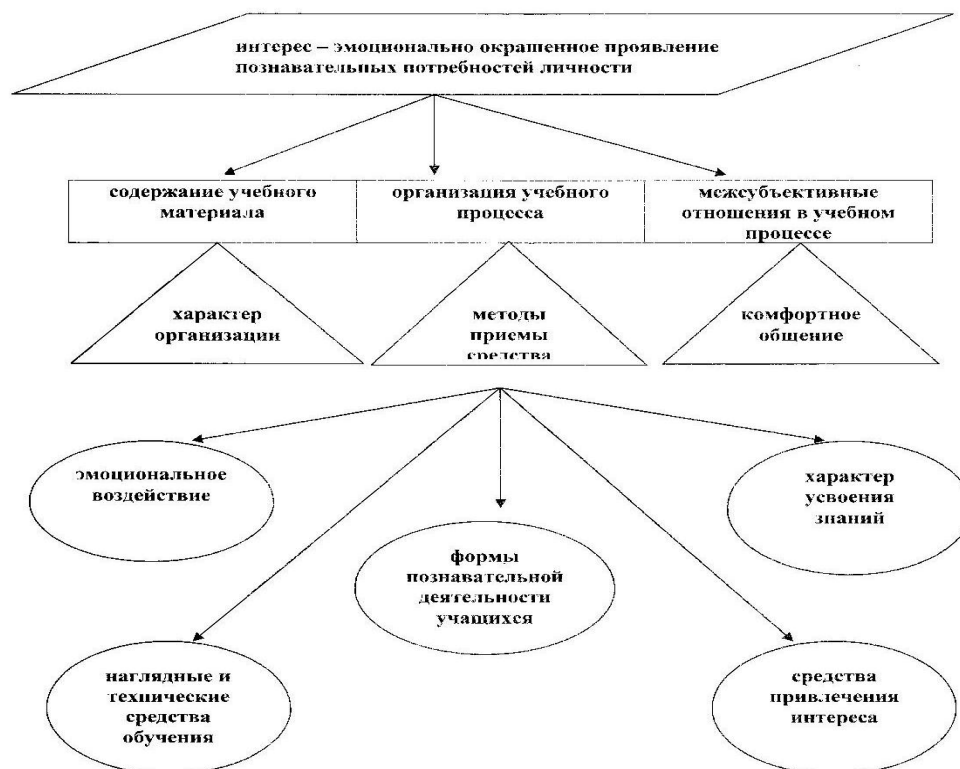 интерес – эмоционально окрашенное проявление
познавательных потребностей личности
содержание учебного
материала
организация учебного
процесса
межсубъективные
отношения в учебном
процессе
характер
организации
методы
приемы
средства
комфортное
общение
эмоциональное
воздействие
характер
усвоения
знаний
формы
познавательной
деятельности
учащихся
наглядные и
технические
средства
обучения
средства
привлечения
интереса